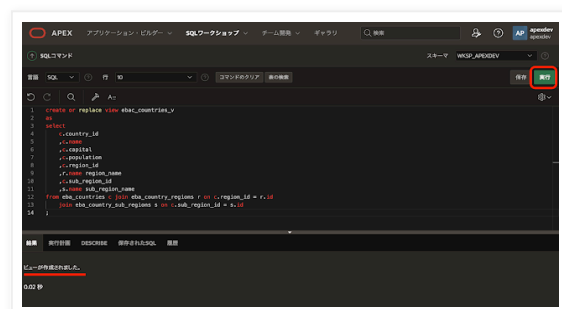 APEX アプリケーション・ビルダー SQLワークショップ チーム開発 ギャラリ 検索 AP apexdev
apexdev
SQLコマンド スキーマ WKSP_APEXDEV
言語 SQL 行 10 コマンドのクリア 表の検索 保存 実行
A::
1 create or replace view ebac_countries_v
2 as
3 select
4 c.country_id
5 ,c.name
6 ,c.capital
7 ,c.population
8 ,c.region_id
9 ,r.name region_name
10 ,c.sub_region_id
11 ,s.name sub_region_name
12 from eba_countries c join eba_country_regions r on c.region_id = r.id
13 join eba_country_sub_regions s on c.sub_region_id = s.id
14 ;
結果 実行計画 DESCRIBE 保存されたSQL 履歴
ビューが作成されました。
0.02 秒